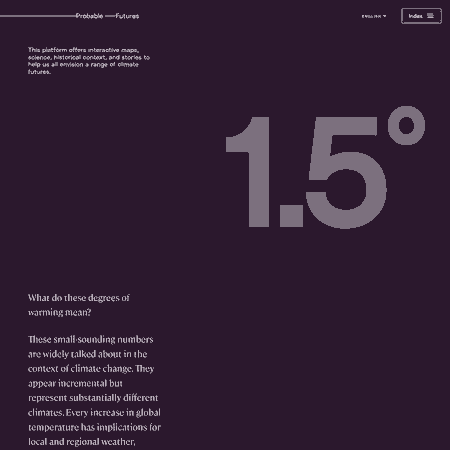 Probable Futures
ENGLISH
Index
This platform offers interactive maps,
science, historical context, and stories to
help us all envision a range of climate
futures.
1.5°
What do these degrees of
warming mean?
These small-sounding numbers
are widely talked about in the
context of climate change. They
appear incremental but
represent substantially different
climates. Every increase in global
temperature has implications for
local and regional weather,